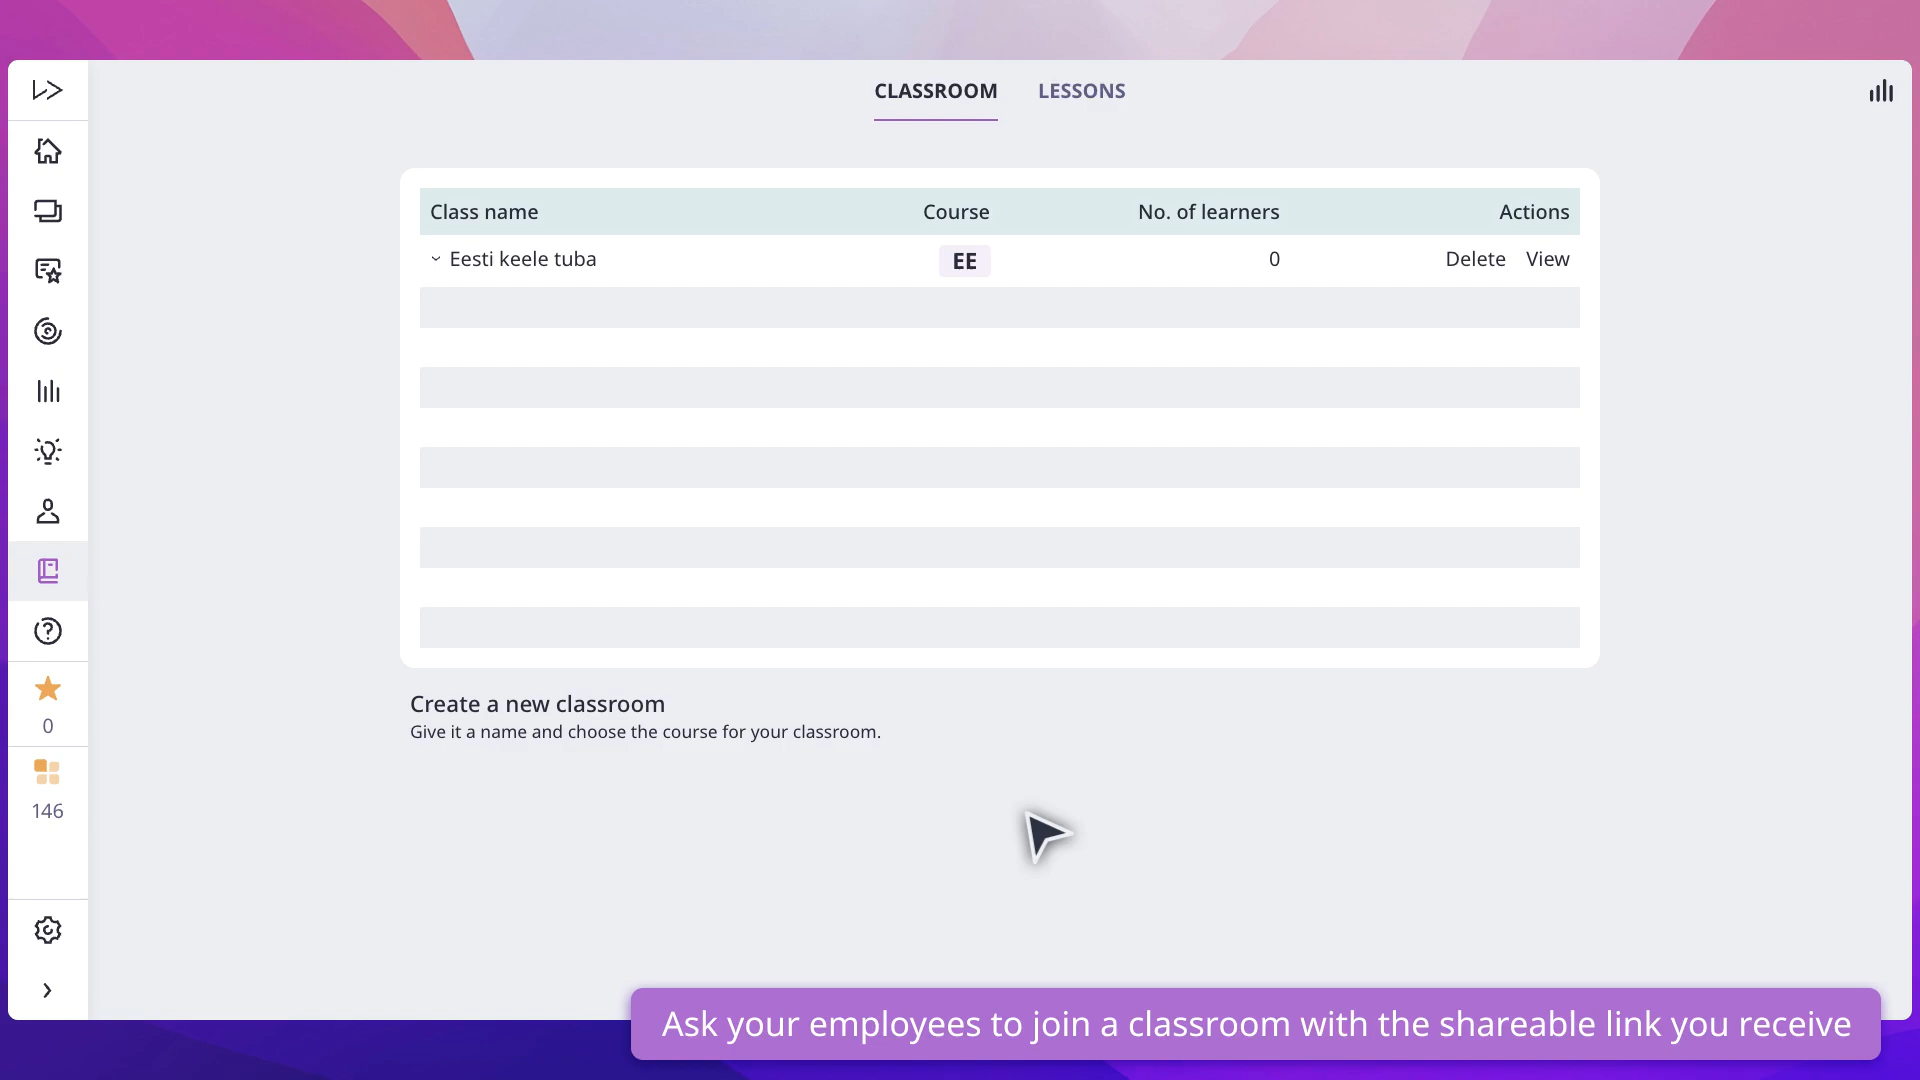 CLASSROOM LESSONS
Class name Course No. of learners Actions
Eesti keele tuba EE 0 Delete View
Create a new classroom
Give it a name and choose the course for your classroom.
0
146
Ask your employees to join a classroom with the shareable link you receive